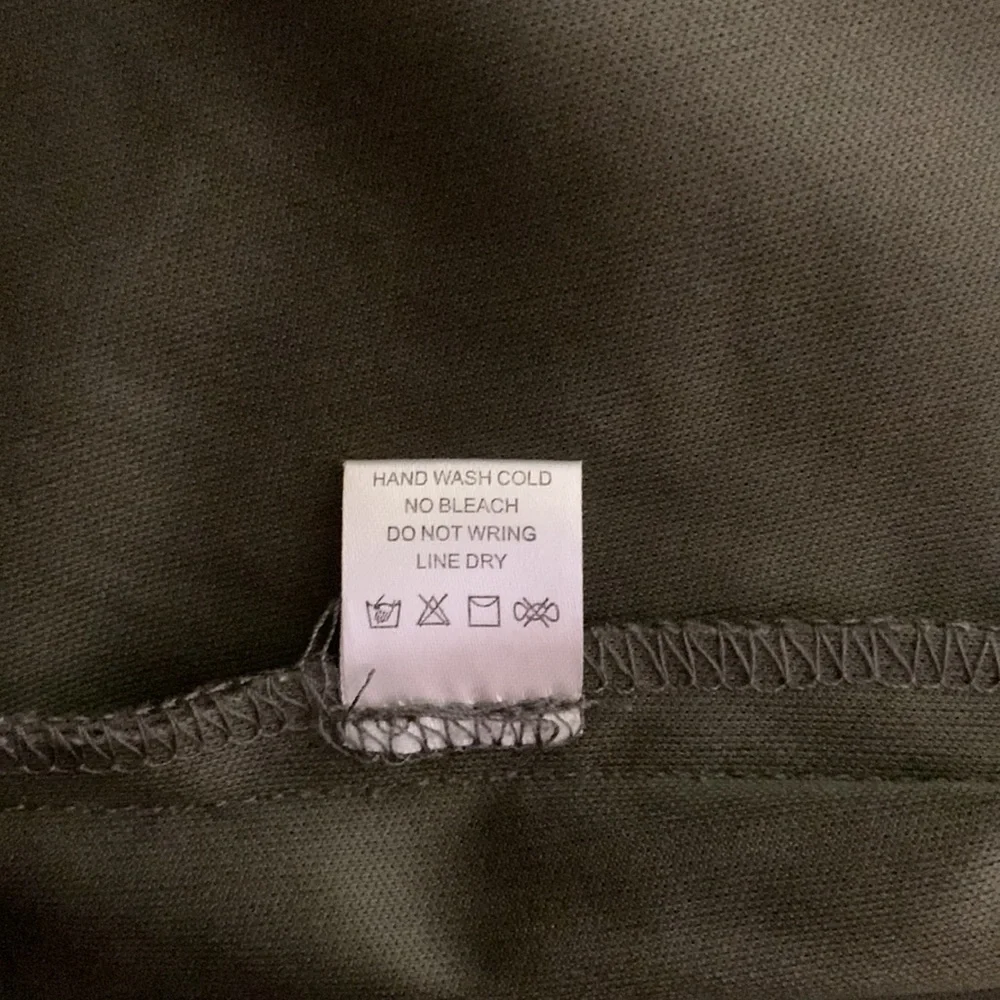 HAND WASH COLD
NO BLEACH
DO NOT WRING
LINE DRY